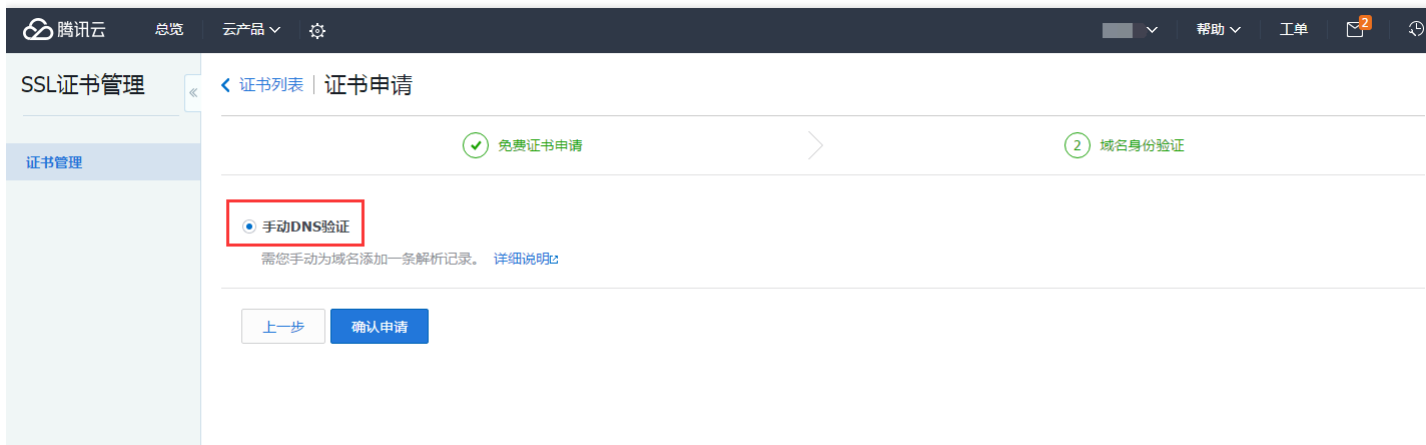 腾讯云 总览 云产品 帮助 工单 2
SSL证书管理
证书列表 证书申请
免费证书申请 2 域名身份验证
证书管理
手动DNS验证
需您手动为域名添加一条解析记录。 详细说明
上一步 确认申请